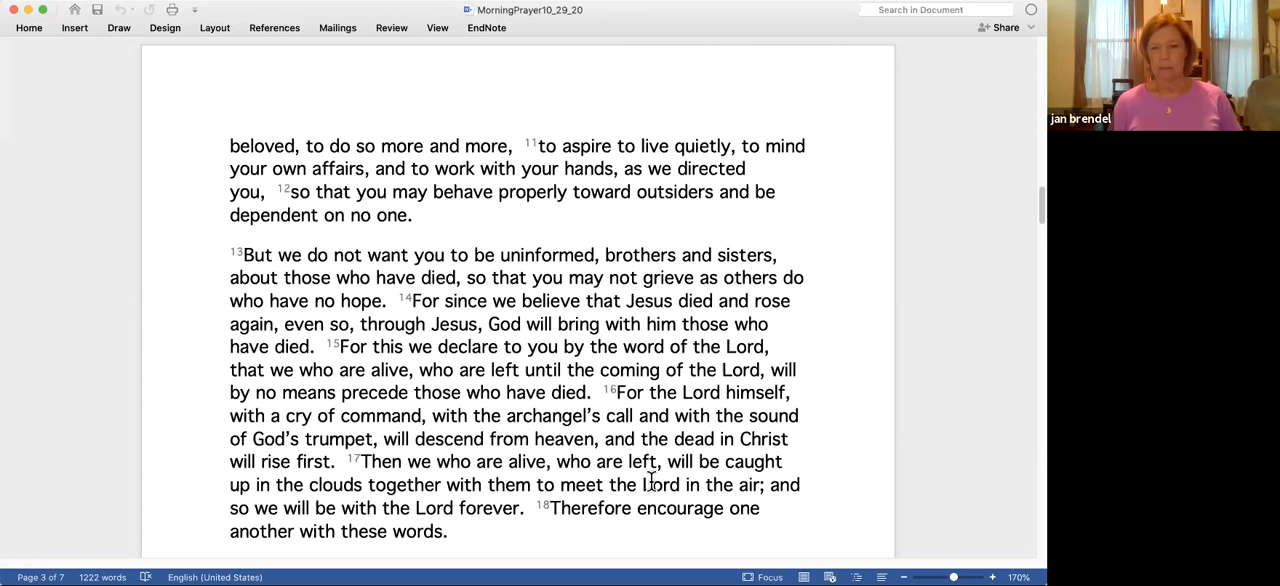 MorningPrayer10_29_20
Search in Document
Home Insert Draw Design Layout References Mailings Review View EndNote Share
beloved, to do so more and more, 11to aspire to live quietly, to mind
your own affairs, and to work with your hands, as we directed
you, 12so that you may behave properly toward outsiders and be
dependent on no one.
13But we do not want you to be uninformed, brothers and sisters,
about those who have died, so that you may not grieve as others do
who have no hope. 14For since we believe that Jesus died and rose
again, even so, through Jesus, God will bring with him those who
have died. 15For this we declare to you by the word of the Lord,
that we who are alive, who are left until the coming of the Lord, will
by no means precede those who have died. 16For the Lord himself,
with a cry of command, with the archangel’s call and with the sound
of God’s trumpet, will descend from heaven, and the dead in Christ
will rise first. 17Then we who are alive, who are left, will be caught
up in the clouds together with them to meet the Lord in the air; and
so we will be with the Lord forever. 18Therefore encourage one
another with these words.
Page 3 of 7 1222 words English (United States) Focus 170%
jan brendel